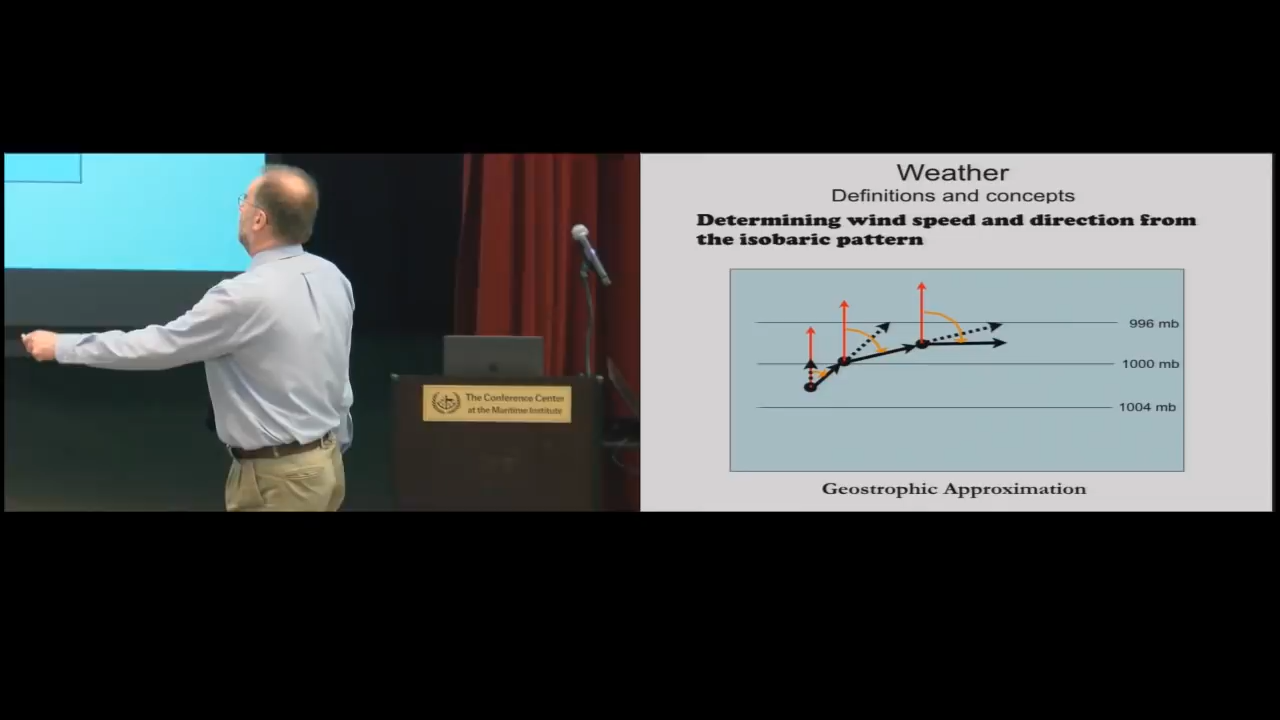 The Conference Center
at the Maritime Institute
Weather
Definitions and concepts
Determining wind speed and direction from
the isobaric pattern
996 mb
1000 mb
1004 mb
Geostrophic Approximation